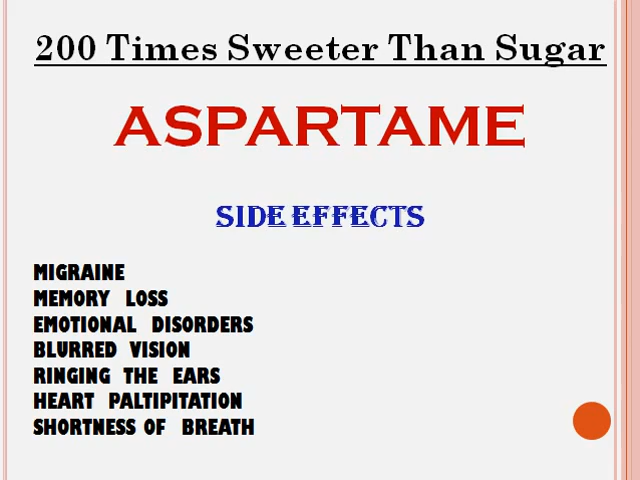 200 Times Sweeter Than Sugar
ASPARTAME
SIDE EFFECTS
MIGRAINE
MEMORY LOSS
EMOTIONAL DISORDERS
BLURRED VISION
RINGING THE EARS
HEART PALTIPITATION
SHORTNESS OF BREATH